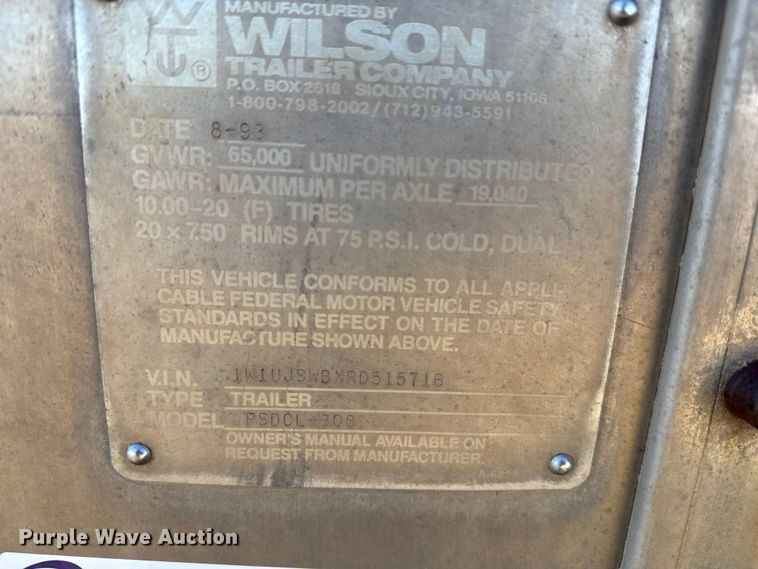 MANUFACTURED BY
WILSON
TRAILER COMPANY
P.O. BOX 2616 SIOUX CITY, IOWA 51106
1-800-798-2002/(712)943-5591
DATE 8-93
GVWR: 65,000 UNIFORMLY DISTRIBUTED
GAWR: MAXIMUM PER AXLE 19,040
10.00-20 (F) TIRES
20 x 7.50 RIMS AT 75 P.S.I. COLD, DUAL
THIS VEHICLE CONFORMS TO ALL APPLI-
CABLE FEDERAL MOTOR VEHICLE SAFETY
STANDARDS IN EFFECT ON THE DATE OF
MANUFACTURE SHOWN ABOVE.
V.I.N. 1W1UJSWBXRD515716
TYPE TRAILER
MODEL PSDCL-308
OWNER'S MANUAL AVAILABLE ON
REQUEST FROM MANUFACTURER
Purple Wave Auction